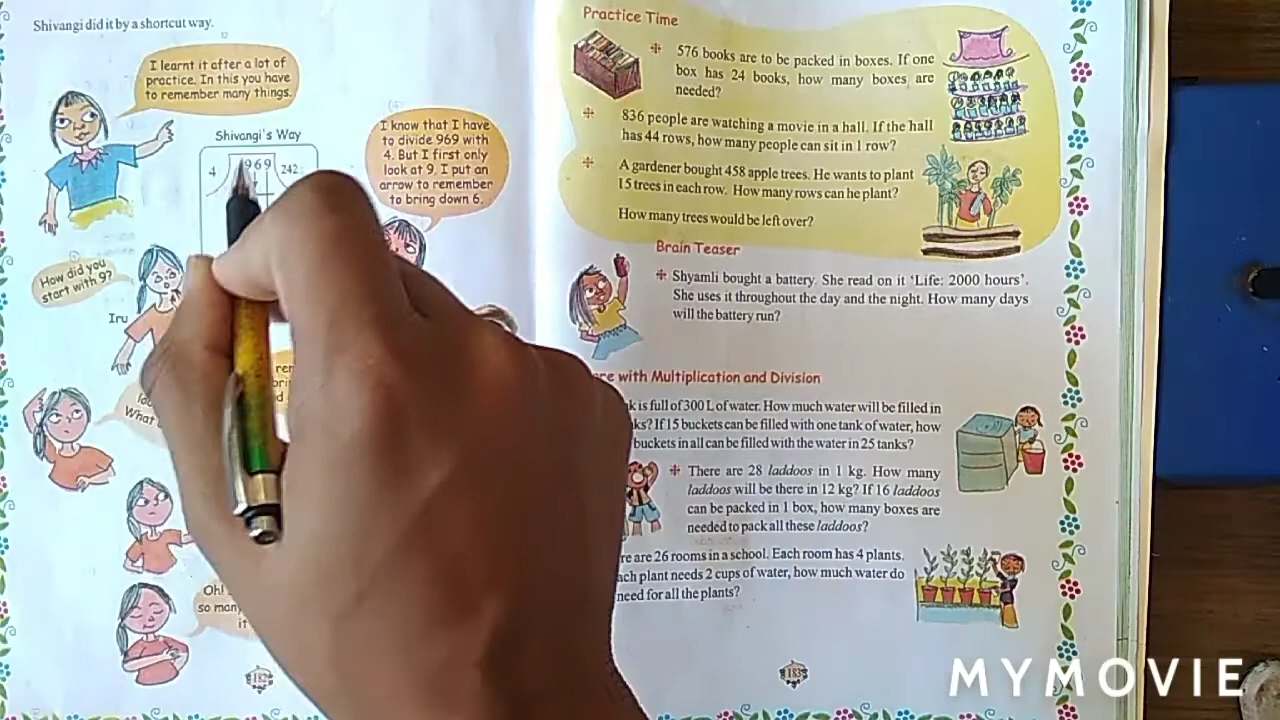 Shivangi did it by a shortcut way.
I learnt it after a lot of
practice. In this you have
to remember many things.
Shivangi's Way
4 969 242
I know that I have
to divide 969 with
4. But I first only
look at 9. I put an
arrow to remember
to bring down 6.
How did you
start with 9?
Iru
What
Oh!
so many
it
182
Practice Time
576 books are to be packed in boxes. If one
box has 24 books, how many boxes are
needed?
836 people are watching a movie in a hall. If the hall
has 44 rows, how many people can sit in 1 row?
A gardener bought 458 apple trees. He wants to plant
15 trees in each row. How many rows can he plant?
How many trees would be left over?
Brain Teaser
Shyamli bought a battery. She read on it ‘Life: 2000 hours’.
She uses it throughout the day and the night. How many days
will the battery run?
with Multiplication and Division
is full of 300 L of water. How much water will be filled in
If 15 buckets can be filled with one tank of water, how
buckets in all can be filled with the water in 25 tanks?
There are 28 laddoos in 1 kg. How many
laddoos will be there in 12 kg? If 16 laddoos
can be packed in 1 box, how many boxes are
needed to pack all these laddoos?
are 26 rooms in a school. Each room has 4 plants.
each plant needs 2 cups of water, how much water do
need for all the plants?
183
MYMOVIE